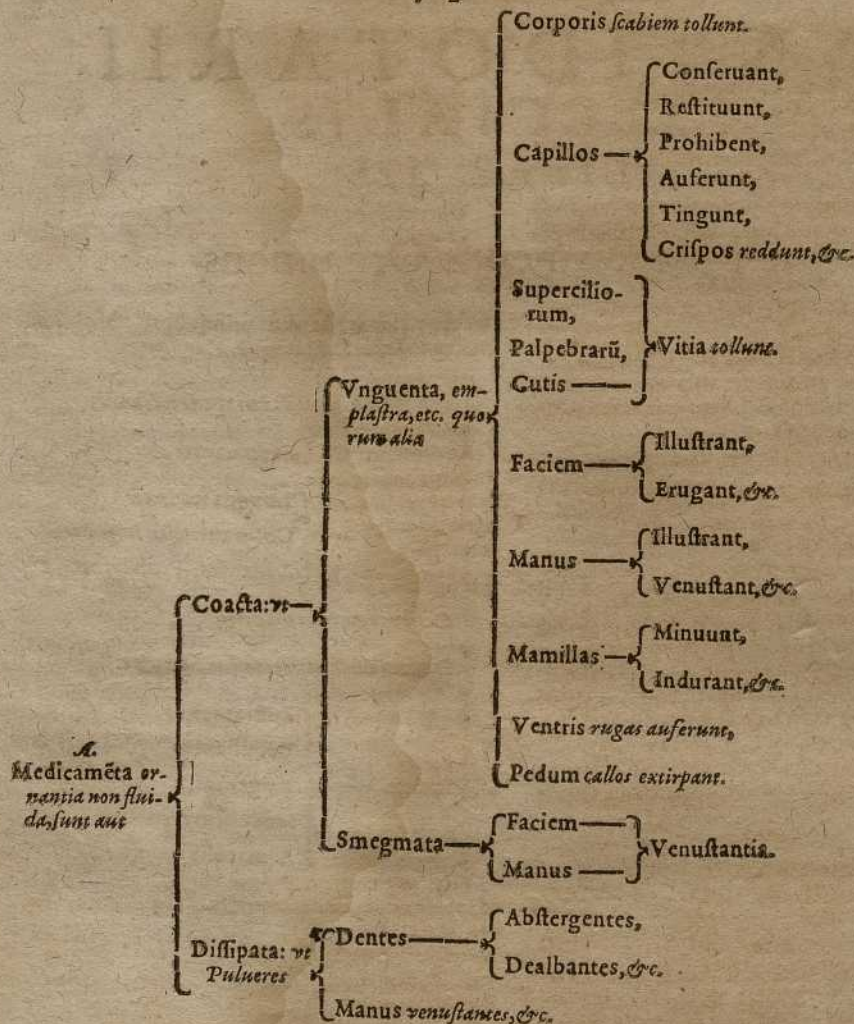 Corporis ſcabiem tollunt.
Capillos
Conſeruant,
Reſtituunt,
Prohibent,
Auferunt,
Tingunt,
Criſpos reddunt, &c.
Supercilio-
rum,
Palpebrarū,
Cutis
Vitia tollunt.
Vnguenta, em-
plaſtra, etc. quo
rum alia
Faciem
Illuſtrant,
Erugant, &c.
Manus
Illuſtrant,
Venuſtant, &c.
Coacta: vt
Mamillas
Minuunt,
Indurant, &c.
Ventris rugas auferunt,
Pedum callos extirpant.
A.
Medicamēta or-
nantia non flui-
da, ſunt aut
Smegmata
Faciem
Manus
Venuſtantia.
Diſſipata: vt
Pulueres
Dentes
Abſtergentes,
Dealbantes, &c.
Manus venuſtantes, &c.